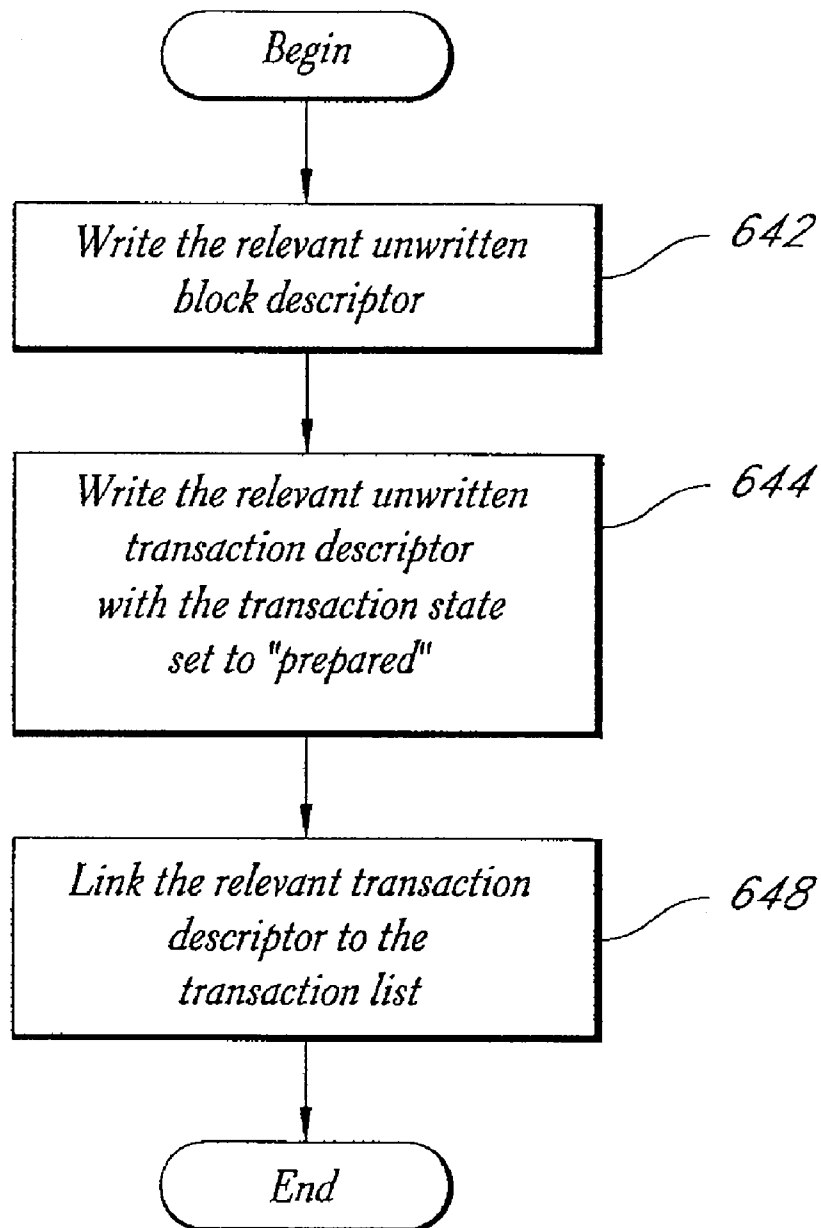 Begin
Write the relevant unwritten
block descriptor
642
Write the relevant unwritten
transaction descriptor
with the transaction state
set to "prepared"
644
Link the relevant transaction
descriptor to the
transaction list
648
End